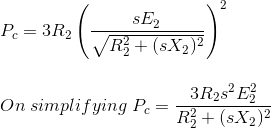 P_c = 3R_2 \left( \frac{sE_2}{\sqrt{R_2^2 + (sX_2)^2}} \right)^2
On simplifying P_c = \frac{3R_2 s^2 E_2^2}{R_2^2 + (sX_2)^2}